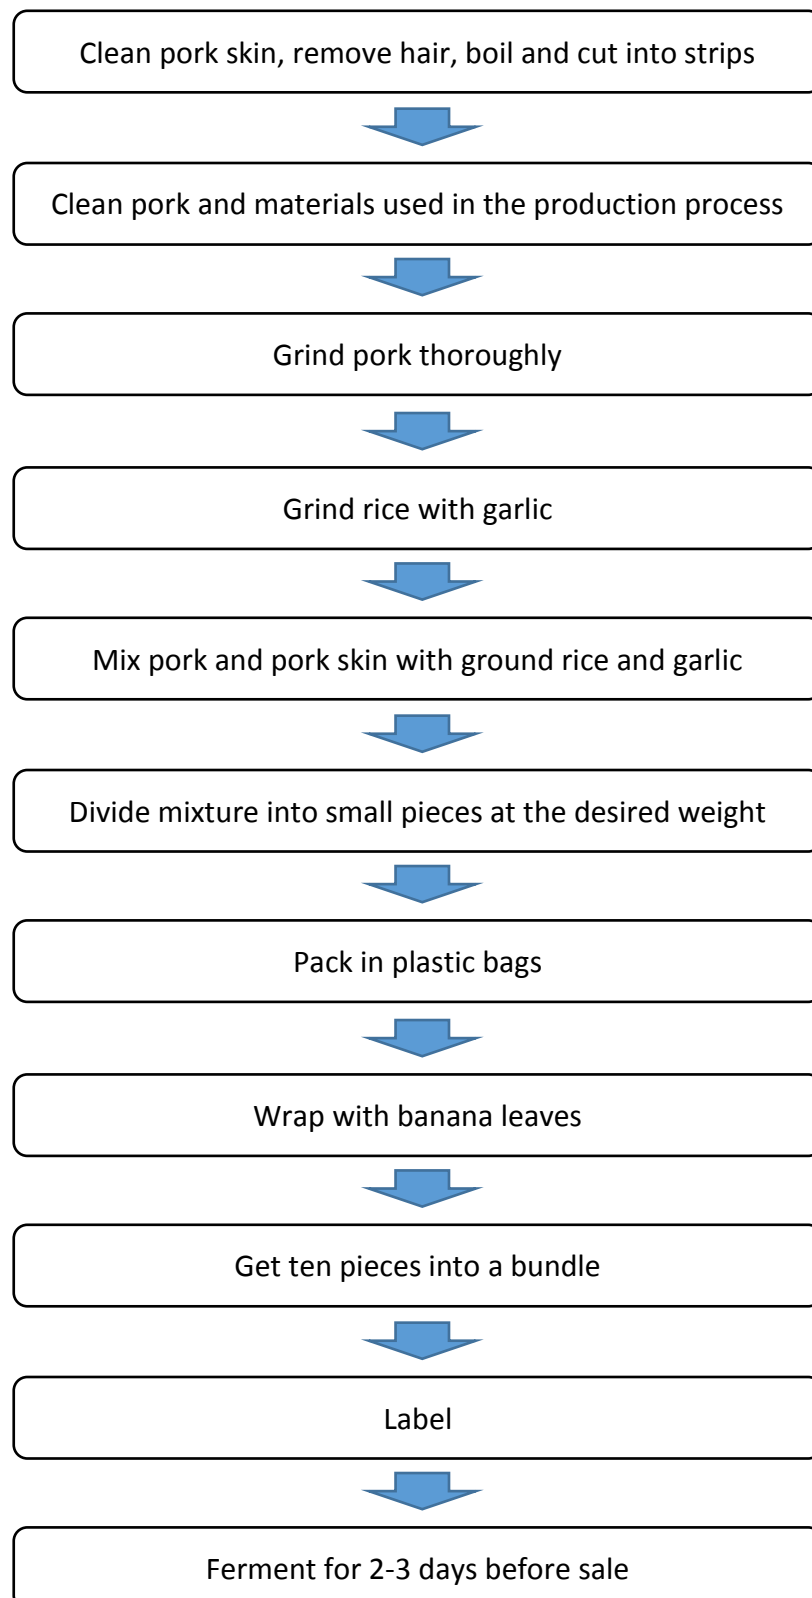 Clean pork skin, remove hair, boil and cut into strips
Clean pork and materials used in the production process
Grind pork thoroughly
Grind rice with garlic
Mix pork and pork skin with ground rice and garlic
Divide mixture into small pieces at the desired weight
Pack in plastic bags
Wrap with banana leaves
Get ten pieces into a bundle
Label
Ferment for 2-3 days before sale